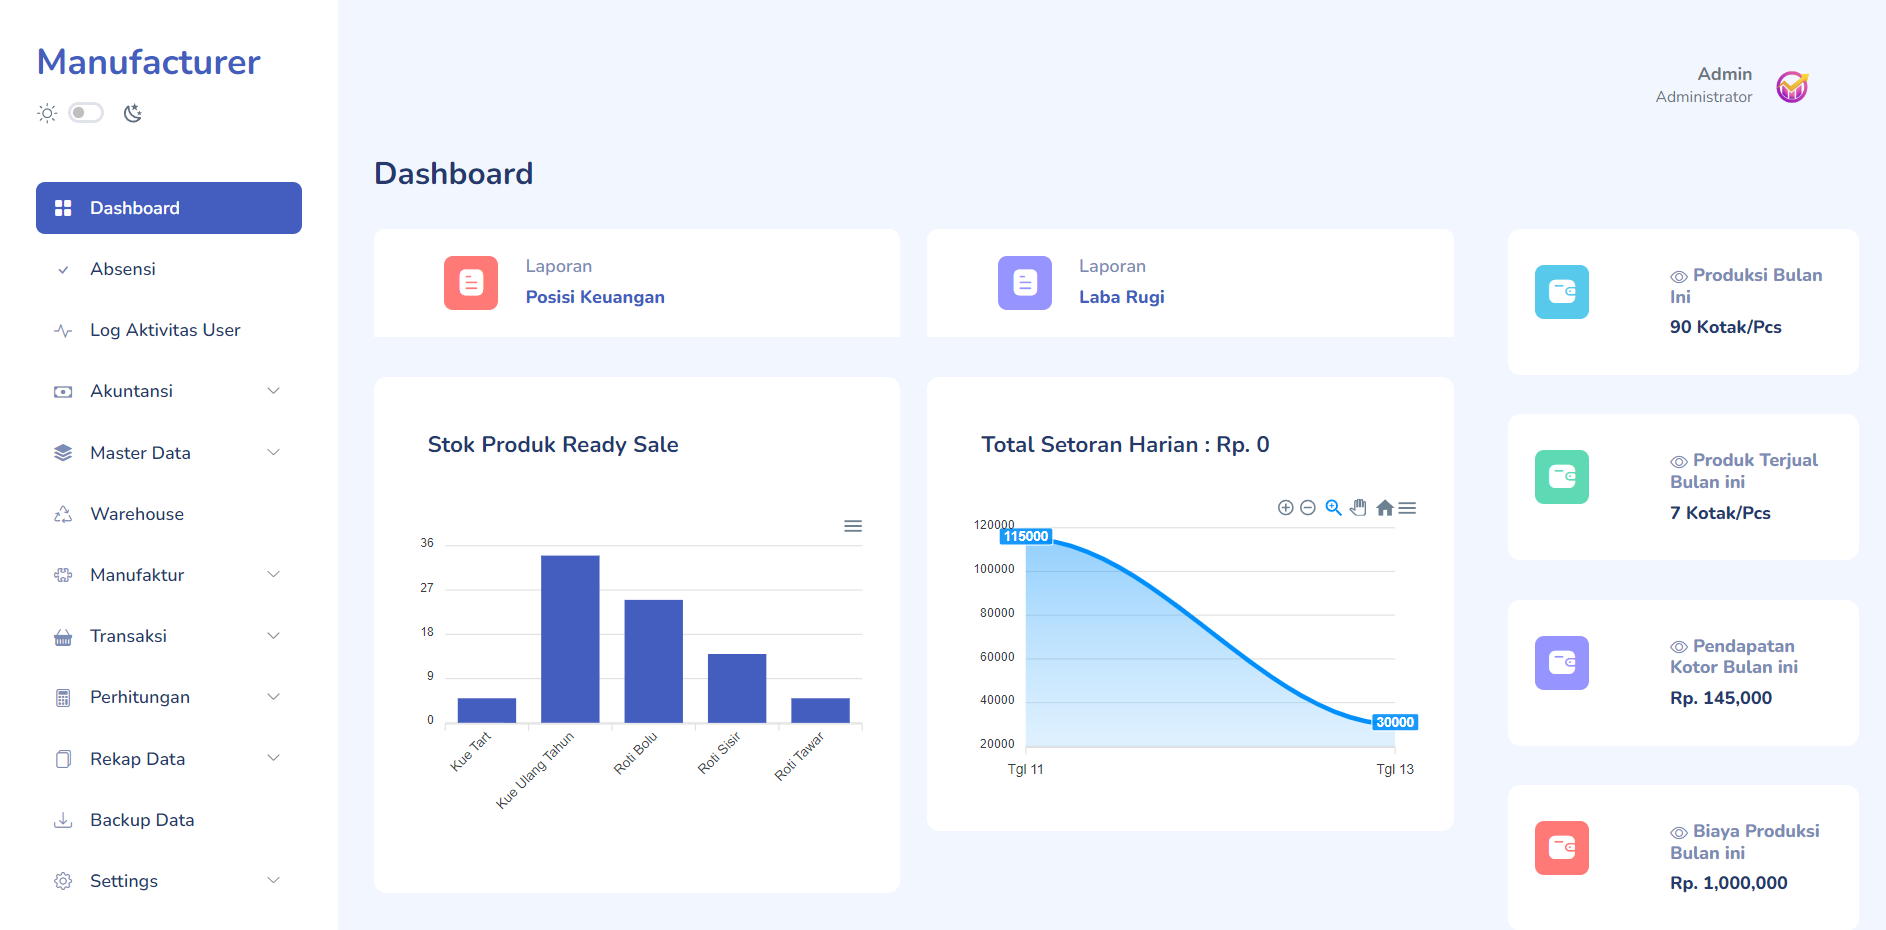 Manufacturer
Dashboard
Absensi
Log Aktivitas User
Akuntansi
Master Data
Warehouse
Manufaktur
Transaksi
Perhitungan
Rekap Data
Backup Data
Settings
Admin
Administrator
Dashboard
Laporan
Posisi Keuangan
Laporan
Laba Rugi
Stok Produk Ready Sale
36
27
18
9
0
Kue Tart
Kue Ulang Tahun
Roti Bolu
Roti Sisir
Roti Tawar
Total Setoran Harian : Rp. 0
120000
100000
80000
60000
40000
20000
115000
30000
Tgl 11
Tgl 13
Produksi Bulan
Ini
90 Kotak/Pcs
Produk Terjual
Bulan ini
7 Kotak/Pcs
Pendapatan
Kotor Bulan ini
Rp. 145,000
Biaya Produksi
Bulan ini
Rp. 1,000,000